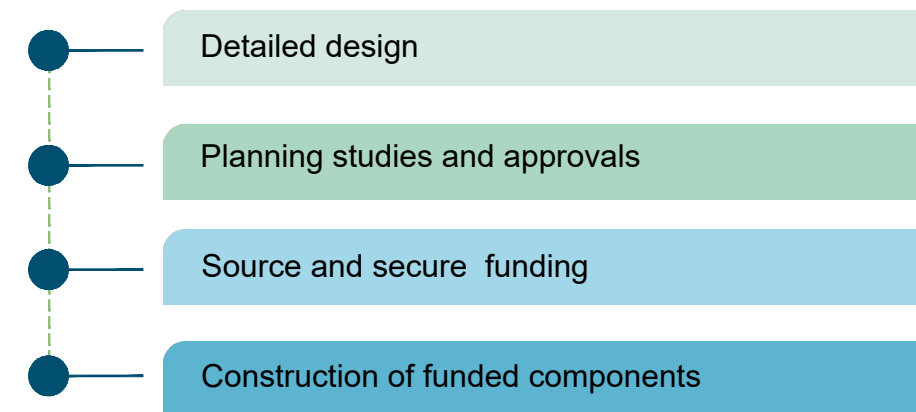 Detailed design
Planning studies and approvals
Source and secure  funding
Construction of funded components